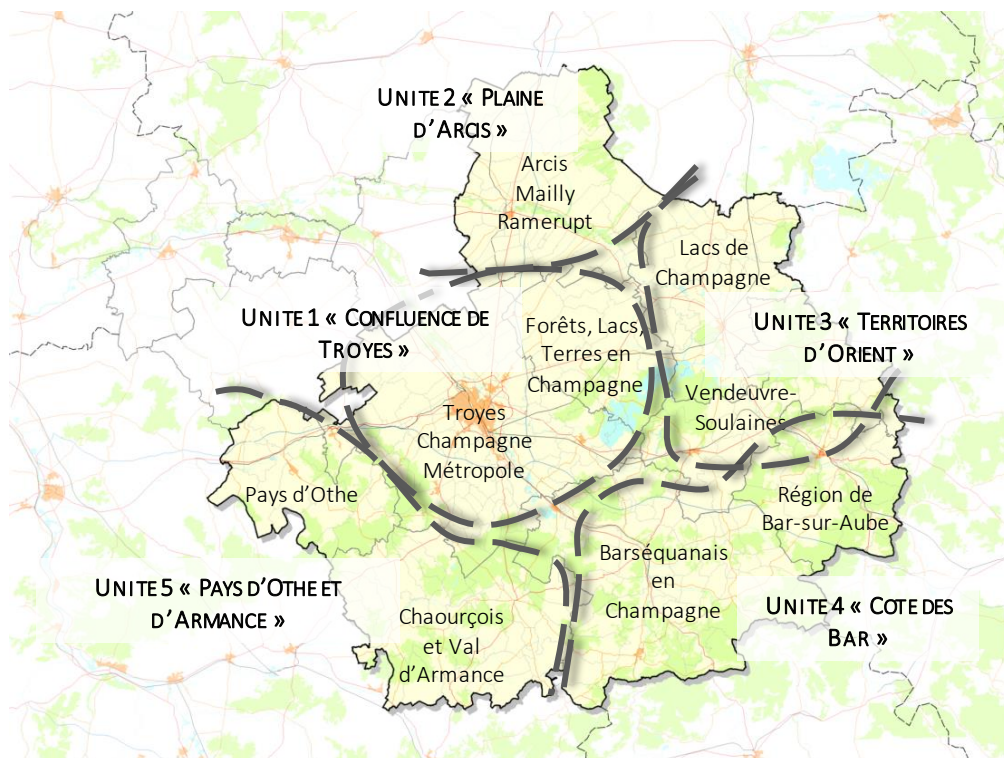 UNITE 2 « PLAINE
D’ARCIS »
Arcis
Mailly
Ramerupt
Lacs de
Champagne
UNITE 1 « CONFLUENCE DE
TROYES »
Forêts, Lacs,
Terres en
Champagne
UNITE 3 « TERRITOIRES
D’ORIENT »
Vendeuvre-
Soulaines
Troyes
Champagne
Métropole
Pays d’Othe
Région de
Bar-sur-Aube
Barséquanais
en
Champagne
UNITE 5 « PAYS D’OTHE ET
D’ARMANCE »
Chaourçois
et Val
d’Armance
UNITE 4 « COTE DES
BAR »